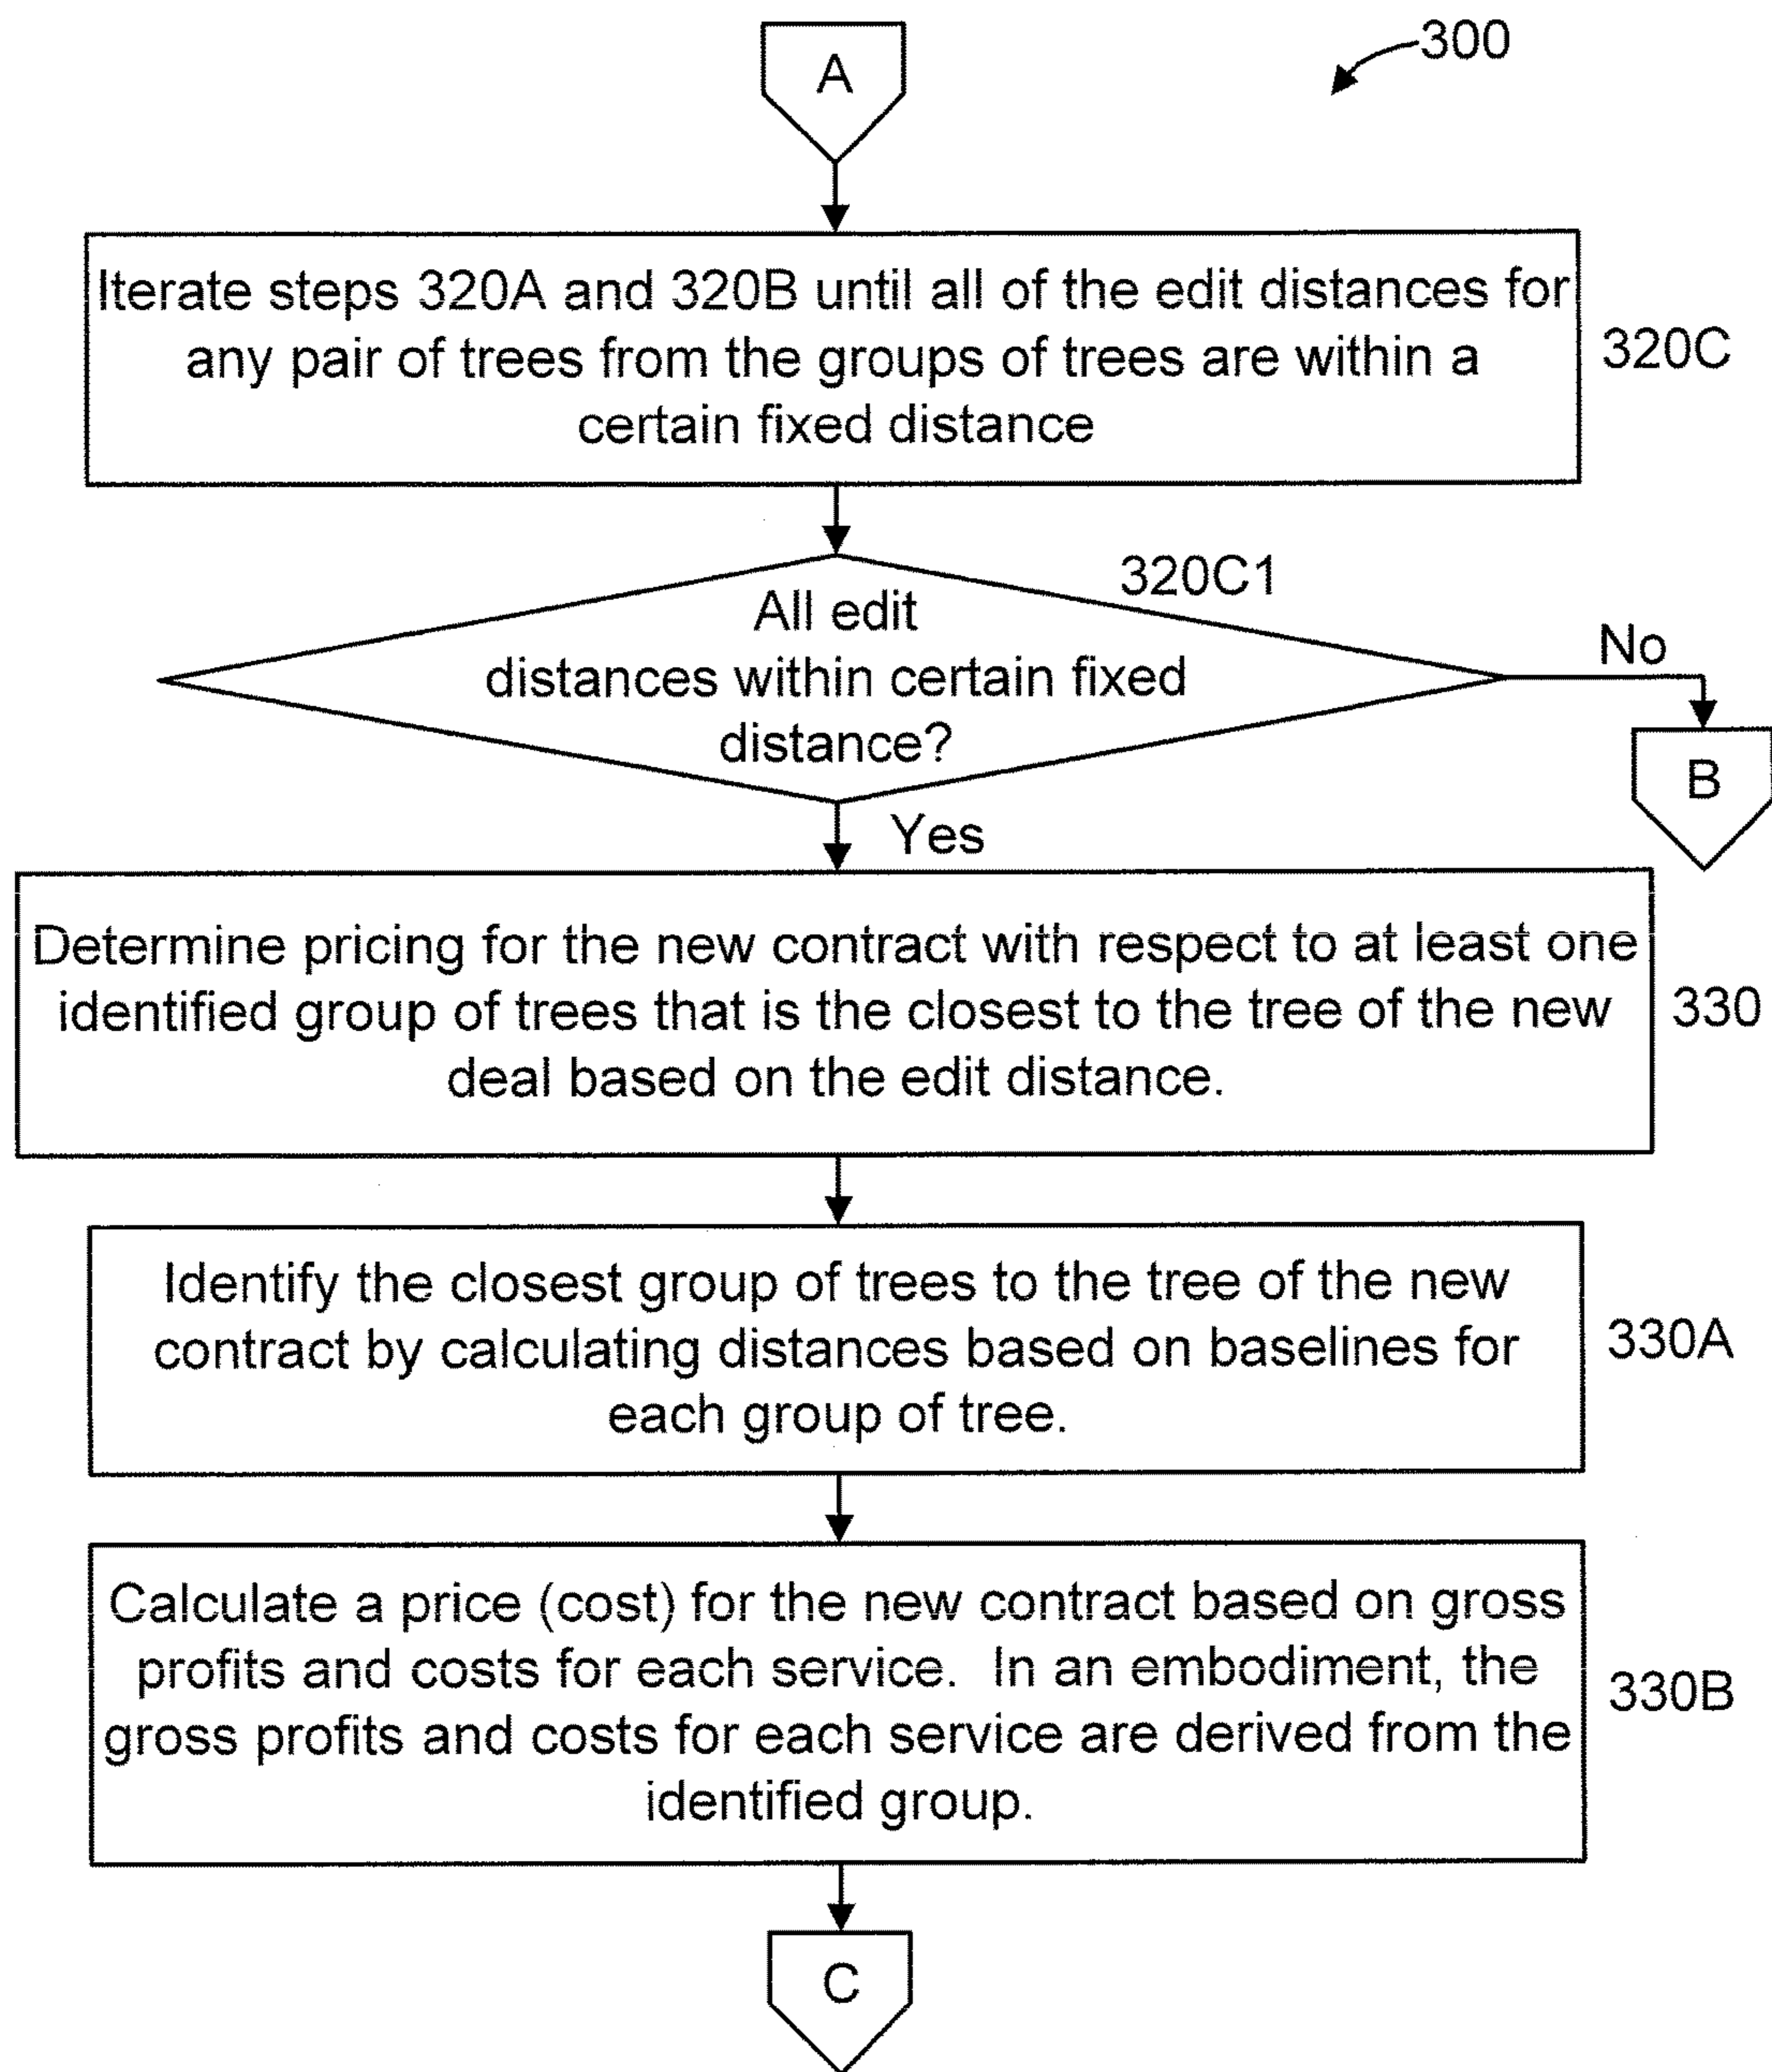 A
300
Iterate steps 320A and 320B until all of the edit distances for
any pair of trees from the groups of trees are within a
certain fixed distance
320C
320C1
All edit
distances within certain fixed
distance?
No
B
Yes
Determine pricing for the new contract with respect to at least one
identified group of trees that is the closest to the tree of the new
deal based on the edit distance.
330
Identify the closest group of trees to the tree of the new
contract by calculating distances based on baselines for
each group of tree.
330A
Calculate a price (cost) for the new contract based on gross
profits and costs for each service.  In an embodiment, the
gross profits and costs for each service are derived from the
identified group.
330B
C